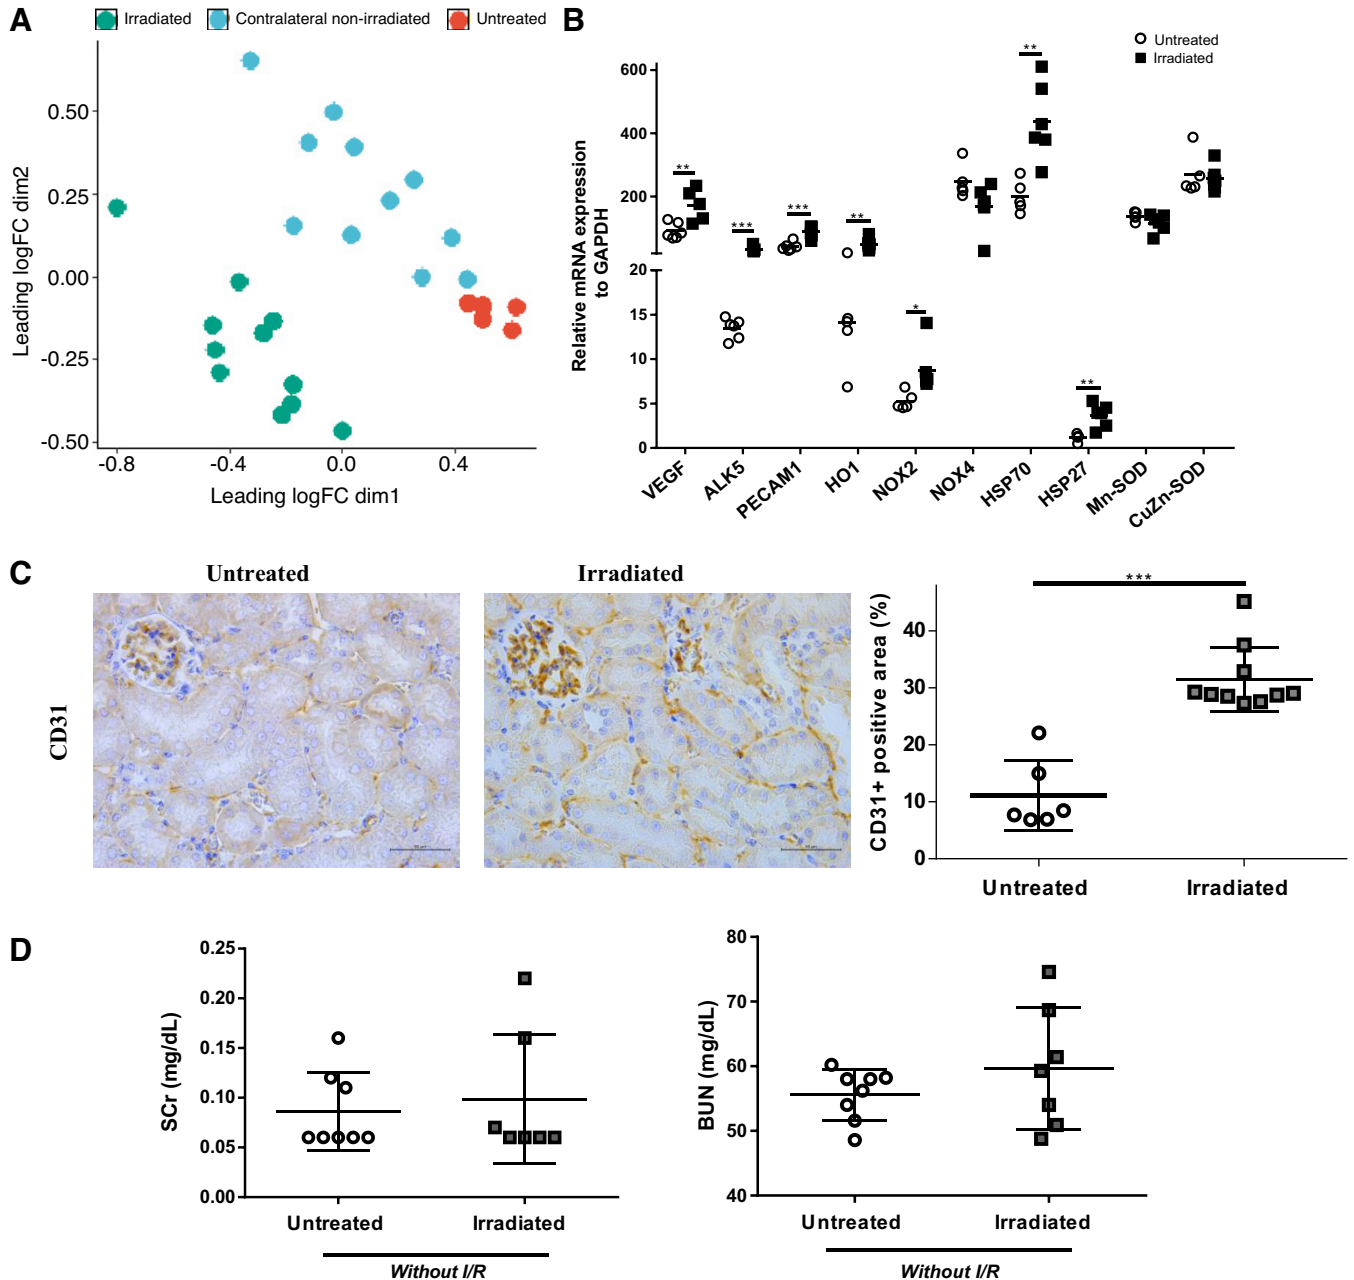 A
Irradiated
Contralateral non-irradiated
Untreated
Leading logFC dim2
0.50
0.25
0.00
-0.25
-0.50
-0.8
-0.4
0.0
0.4
Leading logFC dim1
B
Untreated
Irradiated
Relative mRNA expression
to GAPDH
600
400
200
20
15
10
5
0
**
***
***
**
*
**
**
VEGF
ALK5
PECAM1
HO1
NOX2
NOX4
HSP70
HSP27
Mn-SOD
CuZn-SOD
C
Untreated
Irradiated
CD31
CD31+ positive area (%)
40
30
20
10
0
***
Untreated
Irradiated
D
SCr (mg/dL)
0.25
0.20
0.15
0.10
0.05
0.00
Untreated
Irradiated
Without I/R
BUN (mg/dL)
80
70
60
50
40
Untreated
Irradiated
Without I/R